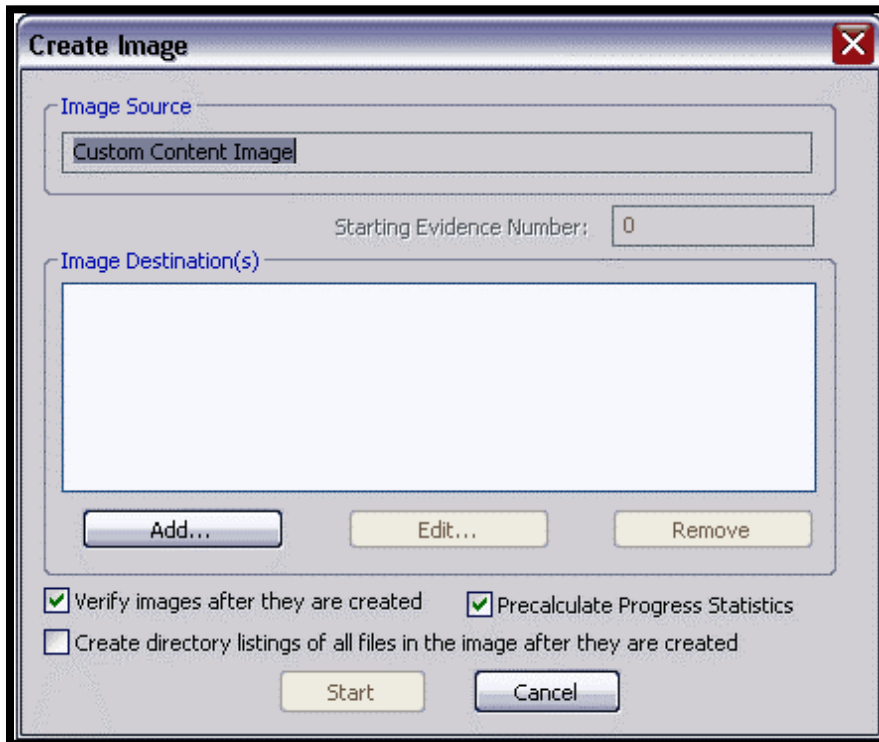 Create Image
Image Source
Custom Content Image
Starting Evidence Number: 0
Image Destination(s)
Add... Edit... Remove
Verify images after they are created Precalculate Progress Statistics
Create directory listings of all files in the image after they are created
Start Cancel